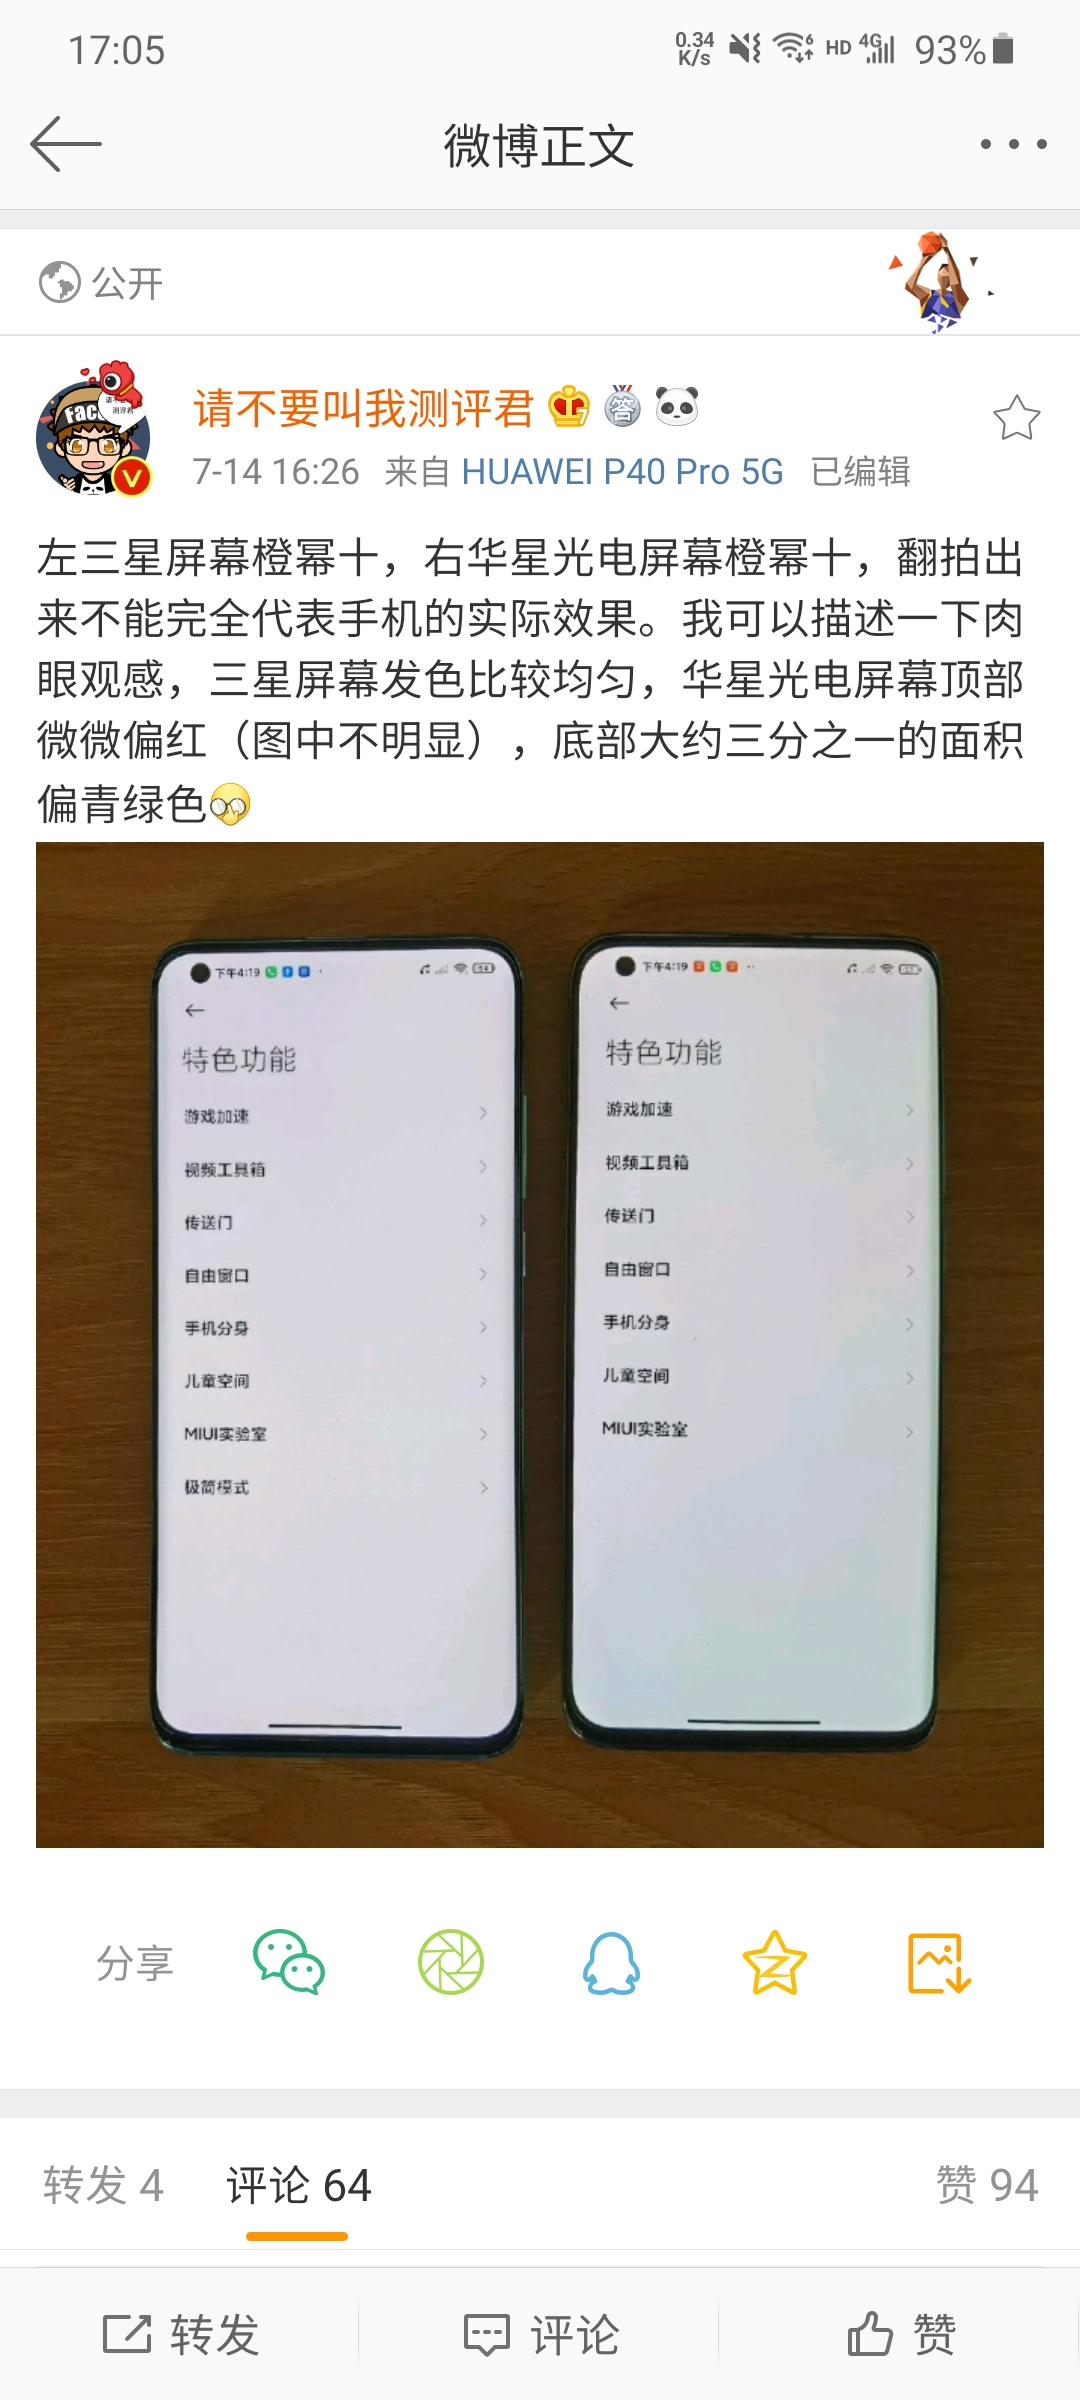 17:05
0.34 K/s
6
HD
4G
93%
微博正文
公开
请不要叫我测评君
答
7-14 16:26 来自 HUAWEI P40 Pro 5G 已编辑
左三星屏幕橙幂十，右华星光电屏幕橙幂十，翻拍出
来不能完全代表手机的实际效果。我可以描述一下肉
眼观感，三星屏幕发色比较均匀，华星光电屏幕顶部
微微偏红（图中不明显），底部大约三分之一的面积
偏青绿色
下午4:19
54
特色功能
游戏加速
视频工具箱
传送门
自由窗口
手机分身
儿童空间
MIUI实验室
极简模式
下午4:19
特色功能
游戏加速
视频工具箱
传送门
自由窗口
手机分身
儿童空间
MIUI实验室
分享
转发 4
评论 64
赞 94
转发
评论
赞